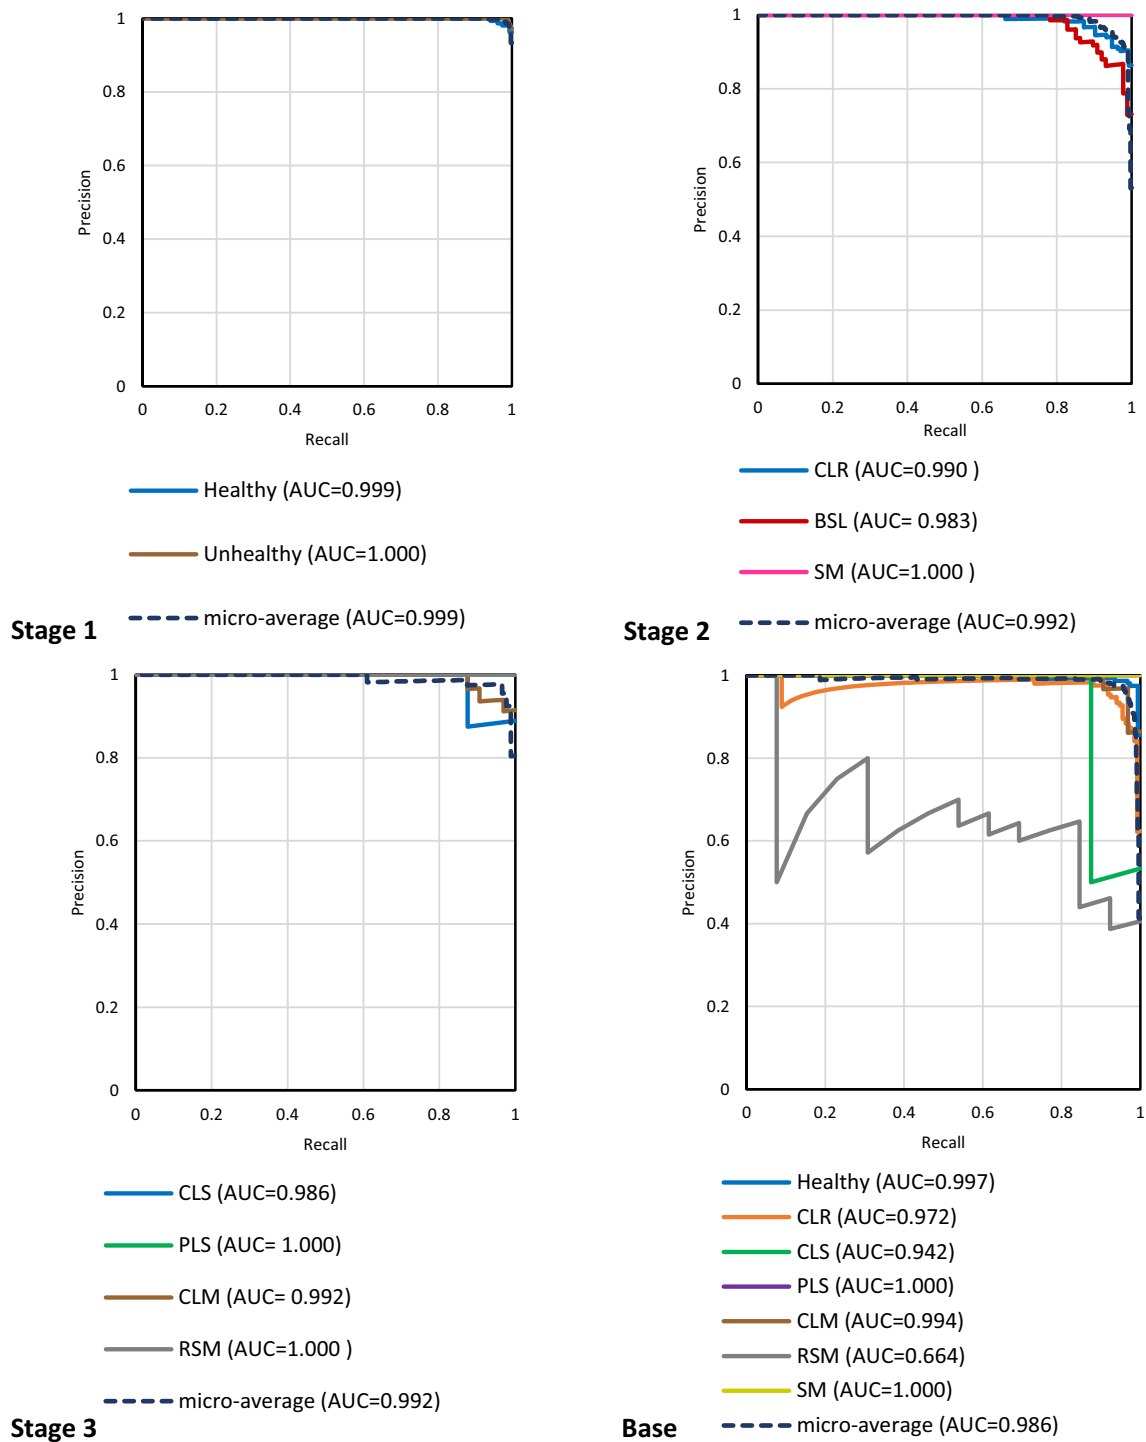 1
0.8
0.6
0.4
0.2
0
Precision
0 0.2 0.4 0.6 0.8 1
Recall
Healthy (AUC=0.999)
Unhealthy (AUC=1.000)
micro-average (AUC=0.999)
Stage 1
1
0.8
0.6
0.4
0.2
0
Precision
0 0.2 0.4 0.6 0.8 1
Recall
CLR (AUC=0.990 )
BSL (AUC= 0.983)
SM (AUC=1.000 )
micro-average (AUC=0.992)
Stage 2
1
0.8
0.6
0.4
0.2
0
Precision
0 0.2 0.4 0.6 0.8 1
Recall
CLS (AUC=0.986)
PLS (AUC= 1.000)
CLM (AUC= 0.992)
RSM (AUC=1.000 )
micro-average (AUC=0.992)
Stage 3
1
0.8
0.6
0.4
0.2
0
Precision
0 0.2 0.4 0.6 0.8 1
Recall
Healthy (AUC=0.997)
CLR (AUC=0.972)
CLS (AUC=0.942)
PLS (AUC=1.000)
CLM (AUC=0.994)
RSM (AUC=0.664)
SM (AUC=1.000)
micro-average (AUC=0.986)
Base